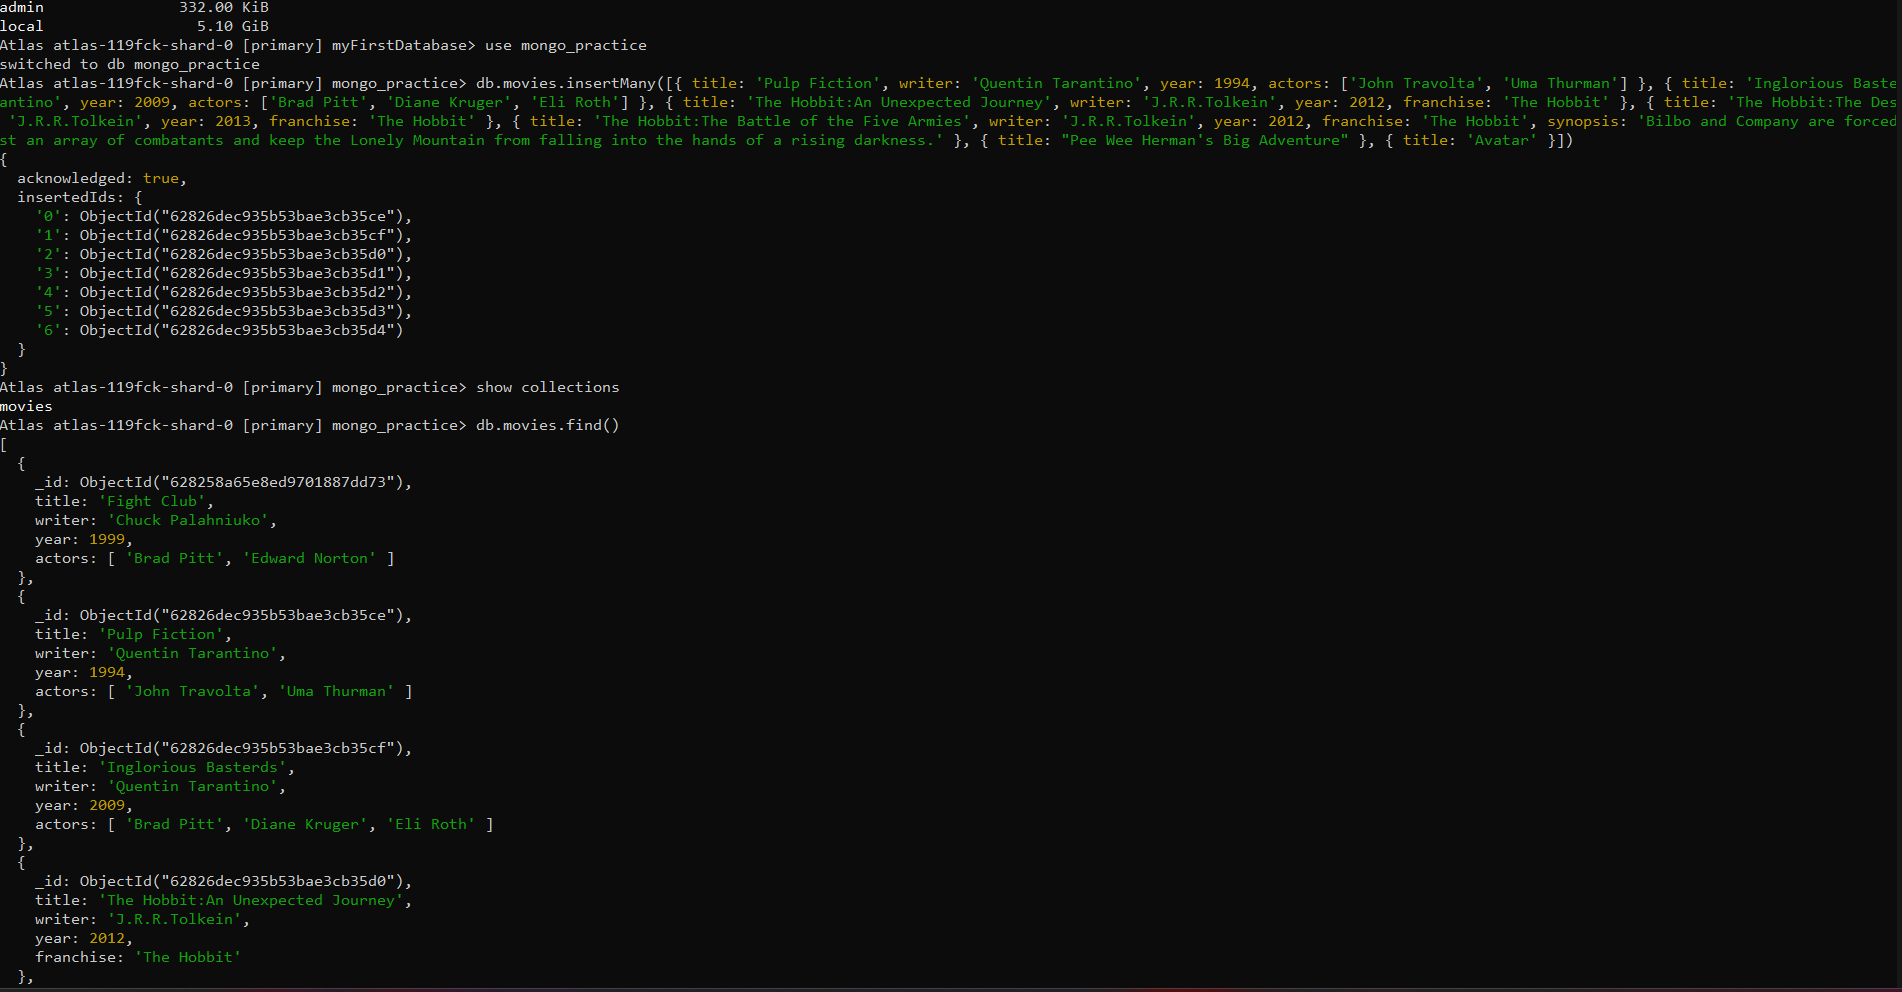 admin               332.00 KiB
local                 5.10 GiB
Atlas atlas-119fck-shard-0 [primary] myFirstDatabase> use mongo_practice
switched to db mongo_practice
Atlas atlas-119fck-shard-0 [primary] mongo_practice> db.movies.insertMany([{ title: 'Pulp Fiction', writer: 'Quentin Tarantino', year: 1994, actors: ['John Travolta', 'Uma Thurman'] }, { title: 'Inglorious Baste
antino', year: 2009, actors: ['Brad Pitt', 'Diane Kruger', 'Eli Roth'] }, { title: 'The Hobbit:An Unexpected Journey', writer: 'J.R.R.Tolkein', year: 2012, franchise: 'The Hobbit' }, { title: 'The Hobbit:The Des
 'J.R.R.Tolkein', year: 2013, franchise: 'The Hobbit' }, { title: 'The Hobbit:The Battle of the Five Armies', writer: 'J.R.R.Tolkein', year: 2012, franchise: 'The Hobbit', synopsis: 'Bilbo and Company are forced
st an array of combatants and keep the Lonely Mountain from falling into the hands of a rising darkness.' }, { title: "Pee Wee Herman's Big Adventure" }, { title: 'Avatar' }])
{
  acknowledged: true,
  insertedIds: {
    '0': ObjectId("62826dec935b53bae3cb35ce"),
    '1': ObjectId("62826dec935b53bae3cb35cf"),
    '2': ObjectId("62826dec935b53bae3cb35d0"),
    '3': ObjectId("62826dec935b53bae3cb35d1"),
    '4': ObjectId("62826dec935b53bae3cb35d2"),
    '5': ObjectId("62826dec935b53bae3cb35d3"),
    '6': ObjectId("62826dec935b53bae3cb35d4")
  }
}
Atlas atlas-119fck-shard-0 [primary] mongo_practice> show collections
movies
Atlas atlas-119fck-shard-0 [primary] mongo_practice> db.movies.find()
[
  {
    _id: ObjectId("628258a65e8ed9701887dd73"),
    title: 'Fight Club',
    writer: 'Chuck Palahniuko',
    year: 1999,
    actors: [ 'Brad Pitt', 'Edward Norton' ]
  },
  {
    _id: ObjectId("62826dec935b53bae3cb35ce"),
    title: 'Pulp Fiction',
    writer: 'Quentin Tarantino',
    year: 1994,
    actors: [ 'John Travolta', 'Uma Thurman' ]
  },
  {
    _id: ObjectId("62826dec935b53bae3cb35cf"),
    title: 'Inglorious Basterds',
    writer: 'Quentin Tarantino',
    year: 2009,
    actors: [ 'Brad Pitt', 'Diane Kruger', 'Eli Roth' ]
  },
  {
    _id: ObjectId("62826dec935b53bae3cb35d0"),
    title: 'The Hobbit:An Unexpected Journey',
    writer: 'J.R.R.Tolkein',
    year: 2012,
    franchise: 'The Hobbit'
  },